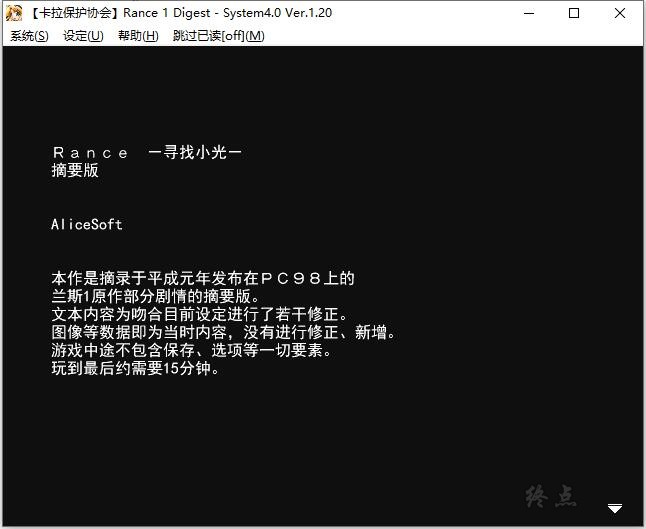 【卡拉保护协会】Rance 1 Digest - System4.0 Ver.1.20
系统(S) 设定(U) 帮助(H) 跳过已读[off](M)
Ｒａｎｃｅ　－寻找小光－
摘要版
AliceSoft
本作是摘录于平成元年发布在ＰＣ９８上的
兰斯1原作部分剧情的摘要版。
文本内容为吻合目前设定进行了若干修正。
图像等数据即为当时内容，没有进行修正、新增。
游戏中途不包含保存、选项等一切要素。
玩到最后约需要15分钟。
终点